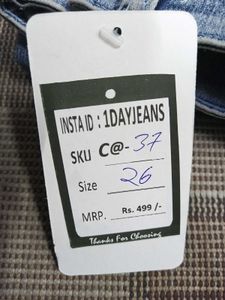 INSTA ID : 1DAYJEANS
SKU C@-37
Size 26
MRP. Rs. 499 /-
Thanks For Choosing